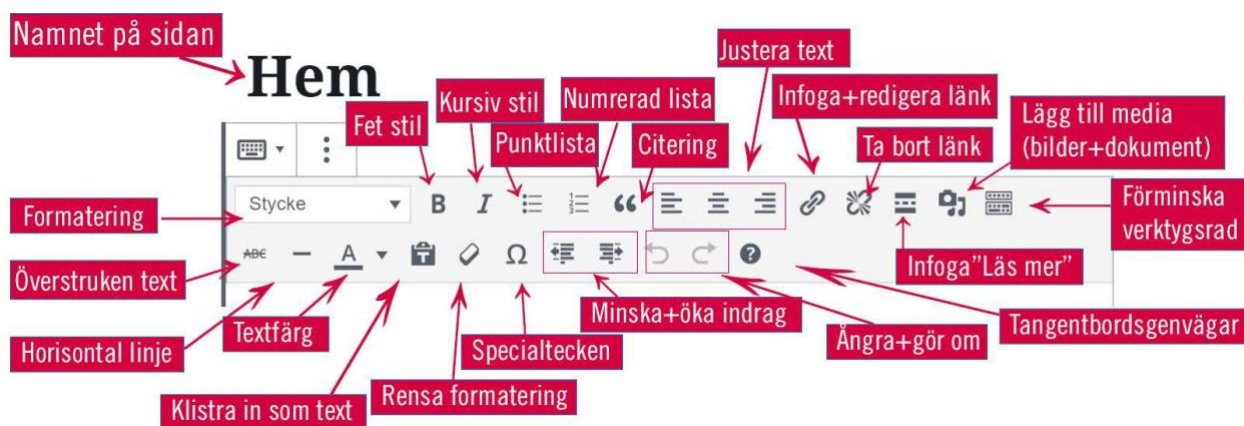 Namnet på sidan
Hem
Justera text
Kursiv stil
Numrerad lista
Infoga+redigera länk
Lägg till media
(bilder+dokument)
Fet stil
Punktlista
Citering
Ta bort länk
Formatering
Stycke
B
I
Förminska
verktygsrad
Överstruken text
ABC
A
T
Ω
?
Infoga"Läs mer"
Horisontal linje
Textfärg
Specialtecken
Minska+öka indrag
Ångra+gör om
Tangentbordsgenvägar
Klistra in som text
Rensa formatering